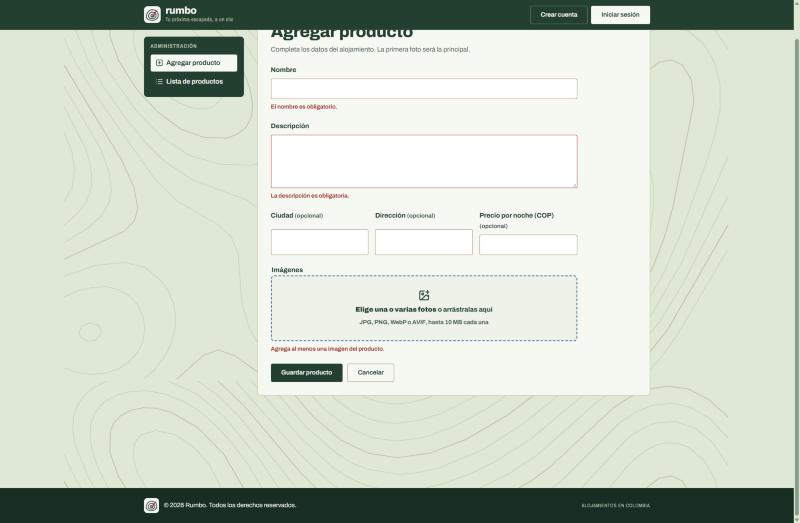 rumbo
Tu próxima escapada, a un clic
Crear cuenta
Iniciar sesión
ADMINISTRACIÓN
Agregar producto
Lista de productos
Agregar producto
Completa los datos del alojamiento. La primera foto será la principal.
Nombre
El nombre es obligatorio.
Descripción
La descripción es obligatoria.
Ciudad (opcional)
Dirección (opcional)
Precio por noche (COP)
(opcional)
Imágenes
Elige una o varias fotos o arrástralas aquí
JPG, PNG, WebP o AVIF, hasta 10 MB cada una
Agrega al menos una imagen del producto.
Guardar producto
Cancelar
© 2026 Rumbo. Todos los derechos reservados.
ALOJAMIENTOS EN COLOMBIA